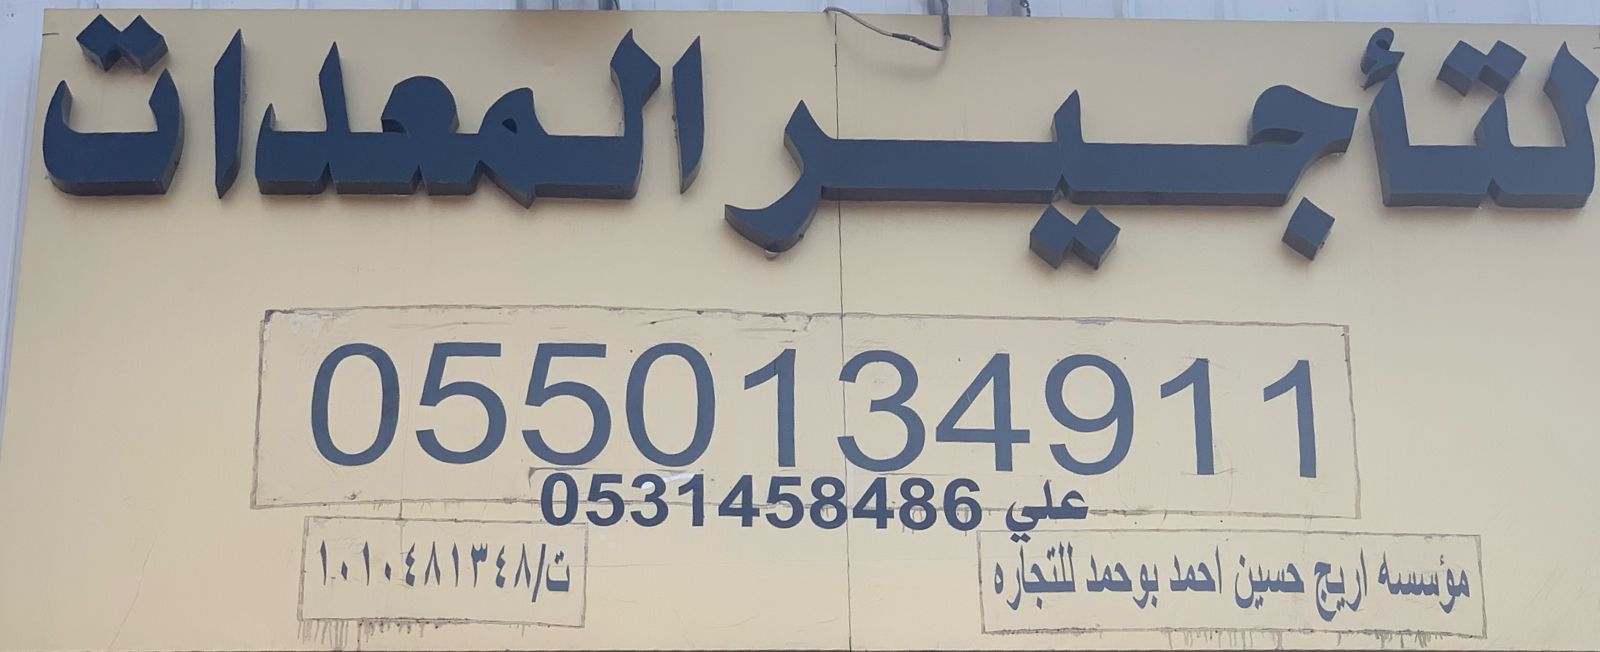 لتأجير المعدات
0550134911
علي 0531458486
مؤسسه اريج حسين احمد بوحمد للتجاره
ت/١٠١٠٤٨١٣٤٨